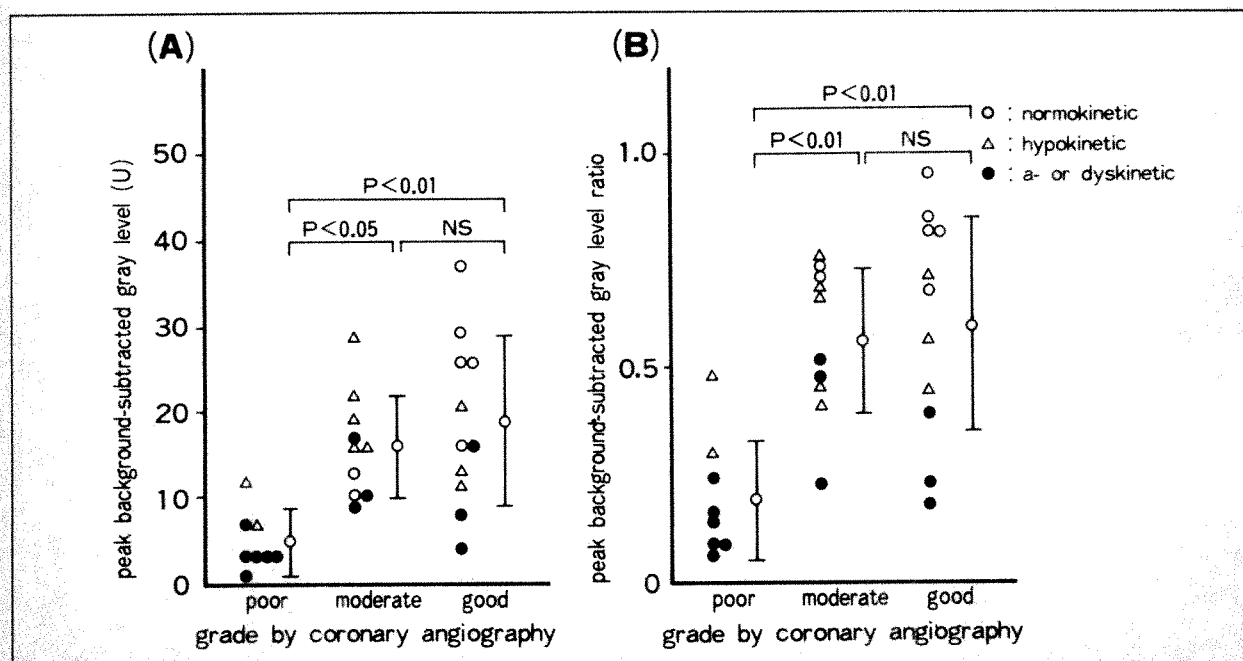 (A)
peak background-subtracted gray level (U)
50
40
30
20
10
0
P<0.01
P<0.05
NS
poor moderate good
grade by coronary angiography
(B)
peak background-subtracted gray level ratio
1.0
0.5
0
P<0.01
P<0.01
NS
○ : normokinetic
△ : hypokinetic
● : a- or dyskinetic
poor moderate good
grade by coronary angiography